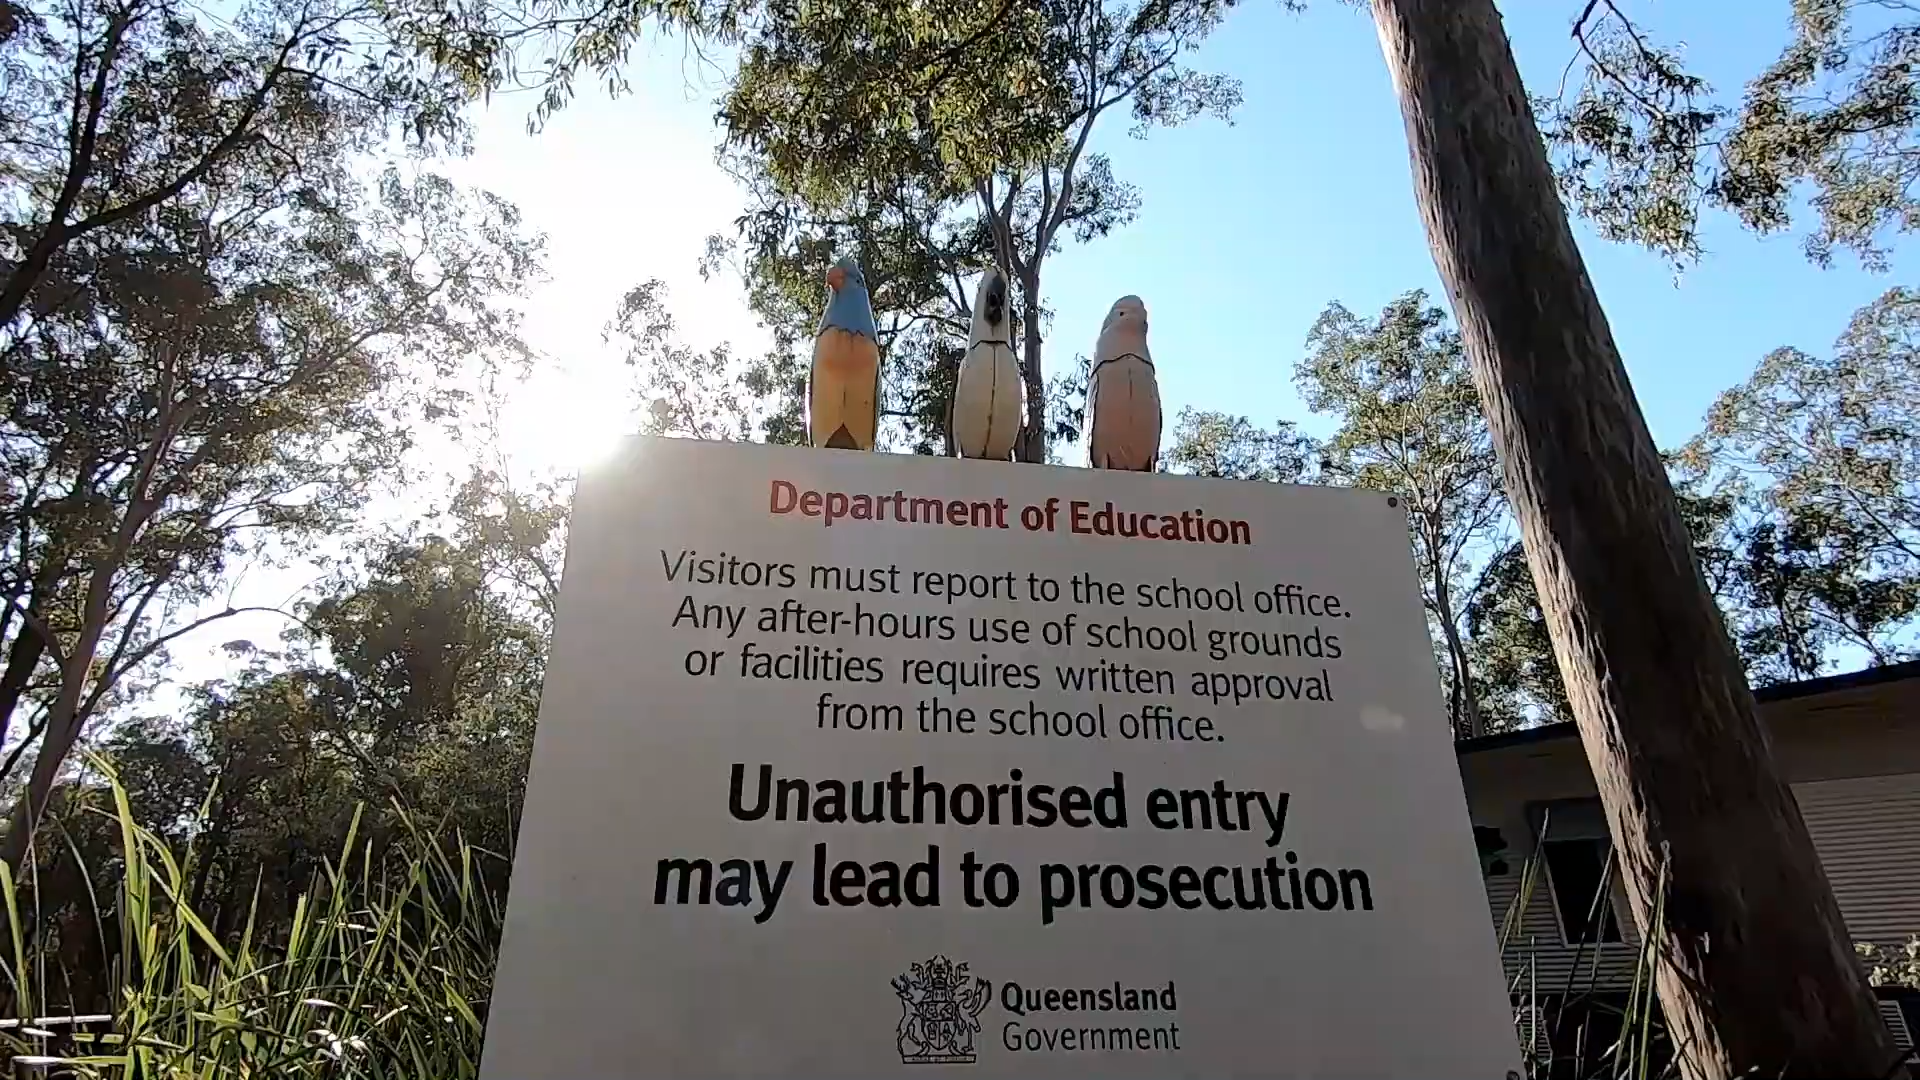 Department of Education
Visitors must report to the school office.
Any after-hours use of school grounds
or facilities requires written approval
from the school office.
Unauthorised entry
may lead to prosecution
Queensland
Government